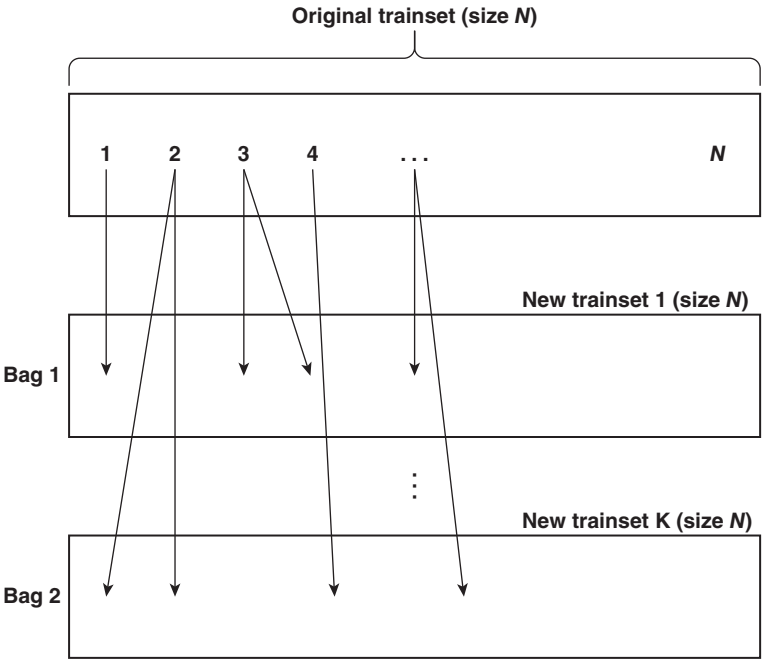 Original trainset (size N)
1 2 3 4 ... N
New trainset 1 (size N)
Bag 1
⋮
New trainset K (size N)
Bag 2